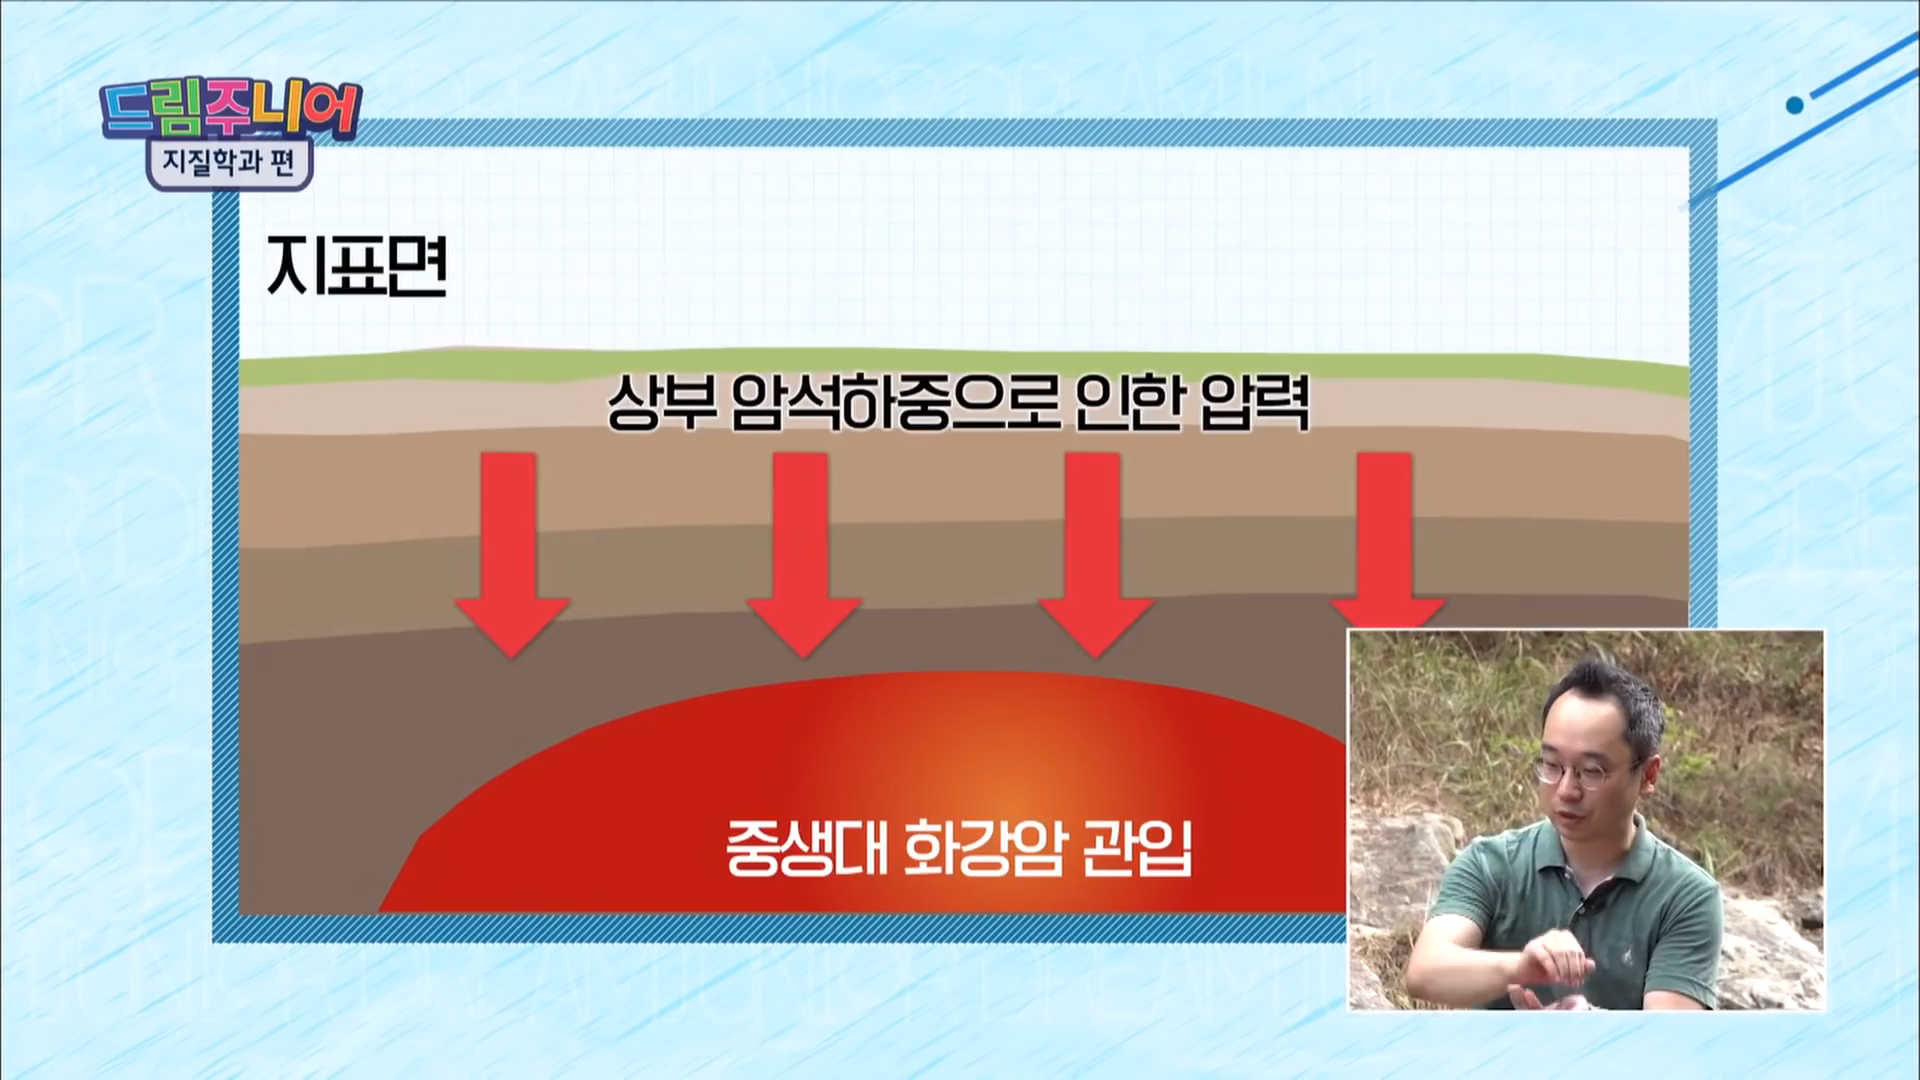 드림주니어
지질학과 편
지표면
상부 암석하중으로 인한 압력
중생대 화강암 관입